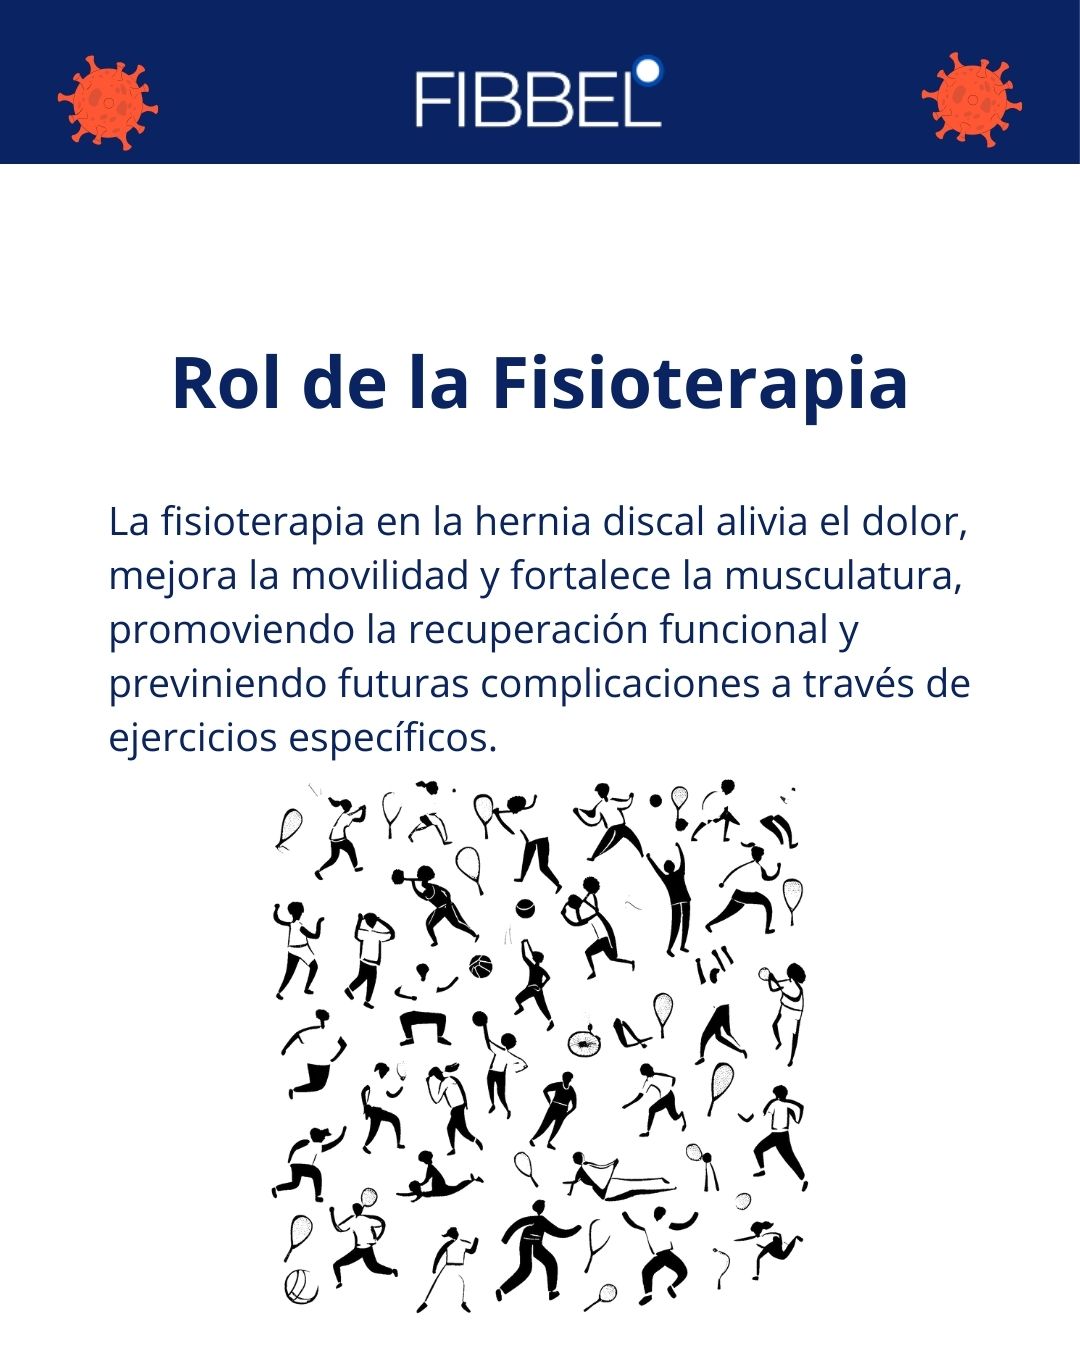 FIBBEL
Rol de la Fisioterapia
La fisioterapia en la hernia discal alivia el dolor,
mejora la movilidad y fortalece la musculatura,
promoviendo la recuperación funcional y
previniendo futuras complicaciones a través de
ejercicios específicos.